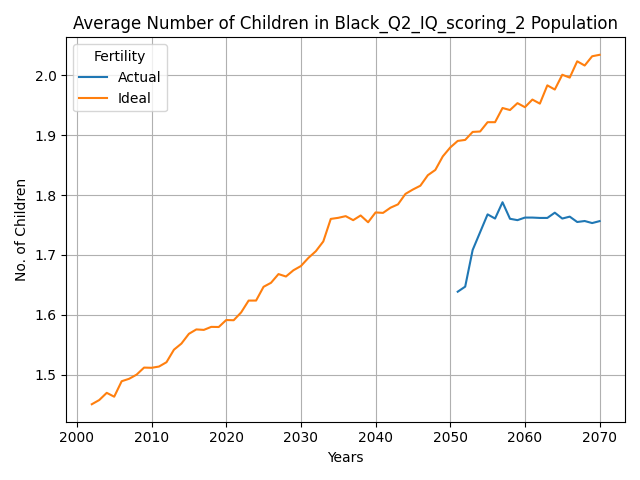 Average Number of Children in Black_Q2_IQ_scoring_2 Population
Fertility
Actual
Ideal
No. of Children
2.0
1.9
1.8
1.7
1.6
1.5
2000 2010 2020 2030 2040 2050 2060 2070
Years